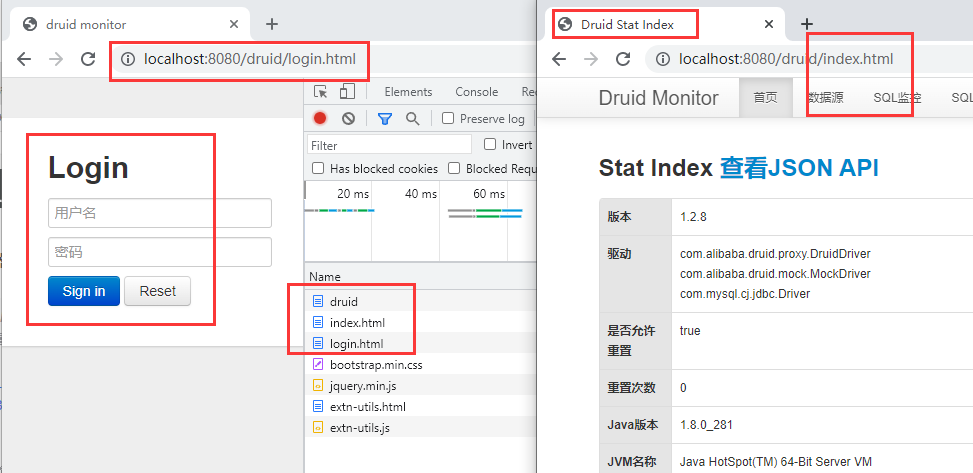 druid monitor
localhost:8080/druid/login.html
Login
用户名
密码
Sign in
Reset
Elements
Console
Preserve log
Filter
Invert
Has blocked cookies
Blocked Requ
20 ms
40 ms
60 ms
Name
druid
index.html
login.html
bootstrap.min.css
jquery.min.js
extn-utils.html
extn-utils.js
Druid Stat Index
localhost:8080/druid/index.html
Druid Monitor
首页
数据源
SQL监控
SQL
Stat Index 查看JSON API
版本
1.2.8
驱动
com.alibaba.druid.proxy.DruidDriver
com.alibaba.druid.mock.MockDriver
com.mysql.cj.jdbc.Driver
是否允许
重置
true
重置次数
0
Java版本
1.8.0_281
JVM名称
Java HotSpot(TM) 64-Bit Server VM